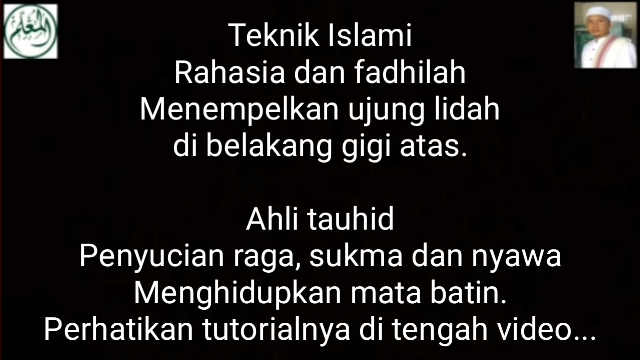 Teknik Islami
Rahasia dan fadhilah
Menempelkan ujung lidah
di belakang gigi atas.
Ahli tauhid
Penyucian raga, sukma dan nyawa
Menghidupkan mata batin.
Perhatikan tutorialnya di tengah video...